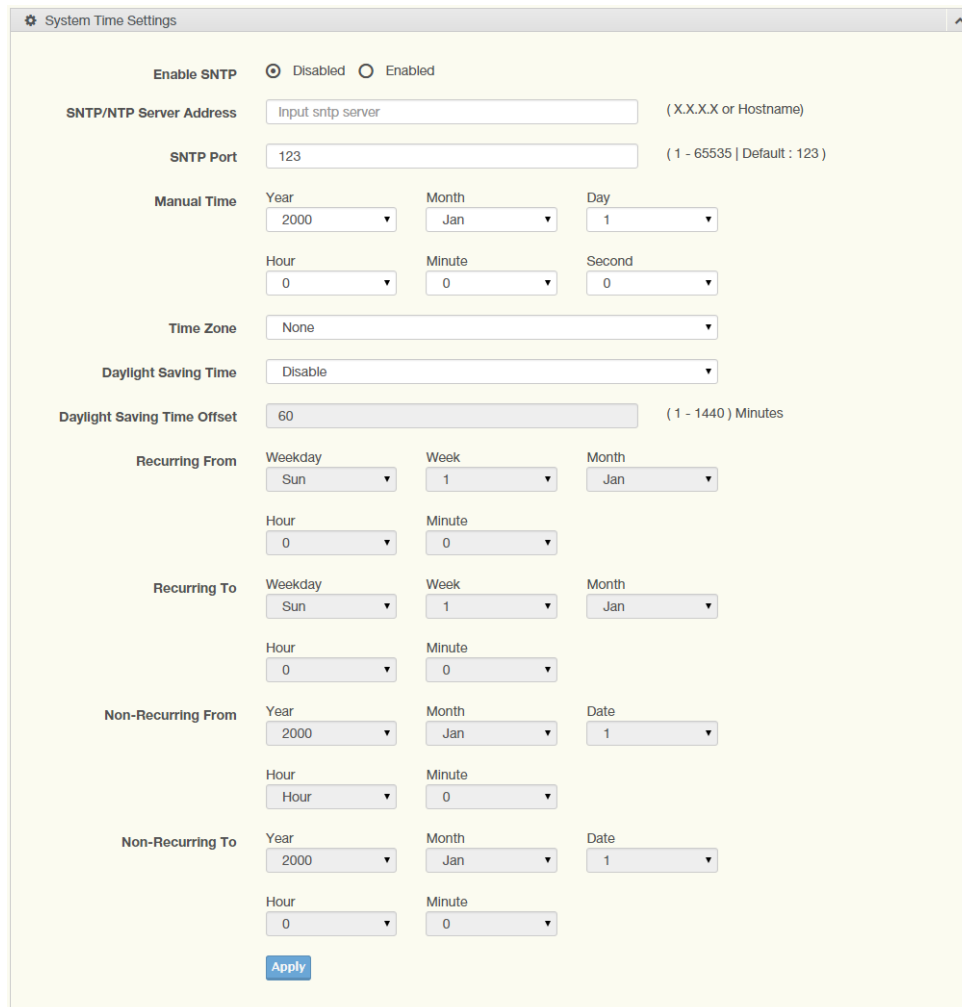 System Time Settings
Enable SNTP Disabled Enabled
SNTP/NTP Server Address Input sntp server ( X.X.X.X or Hostname)
SNTP Port 123 ( 1 - 65535 | Default : 123 )
Manual Time Year Month Day
2000 Jan 1
Hour Minute Second
0 0 0
Time Zone None
Daylight Saving Time Disable
Daylight Saving Time Offset 60 ( 1 - 1440 ) Minutes
Recurring From Weekday Week Month
Sun 1 Jan
Hour Minute
0 0
Recurring To Weekday Week Month
Sun 1 Jan
Hour Minute
0 0
Non-Recurring From Year Month Date
2000 Jan 1
Hour Minute
Hour 0
Non-Recurring To Year Month Date
2000 Jan 1
Hour Minute
0 0
Apply